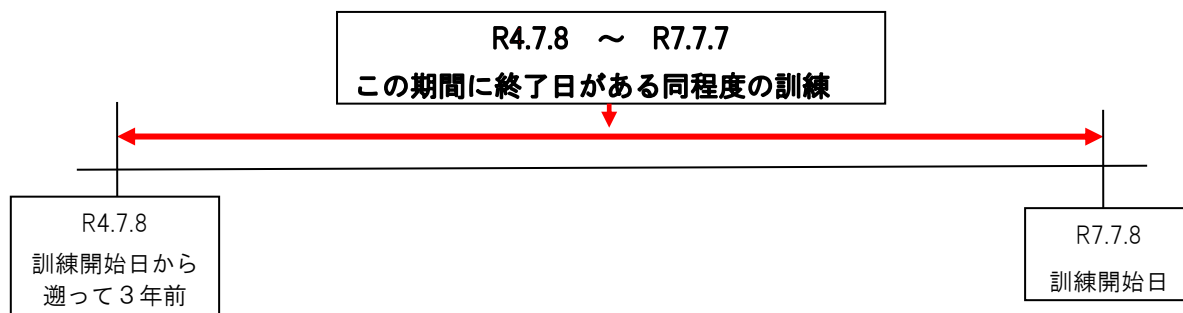 R4.7.8 ～ R7.7.7
この期間に終了日がある同程度の訓練
R4.7.8
訓練開始日から
遡って３年前
R7.7.8
訓練開始日